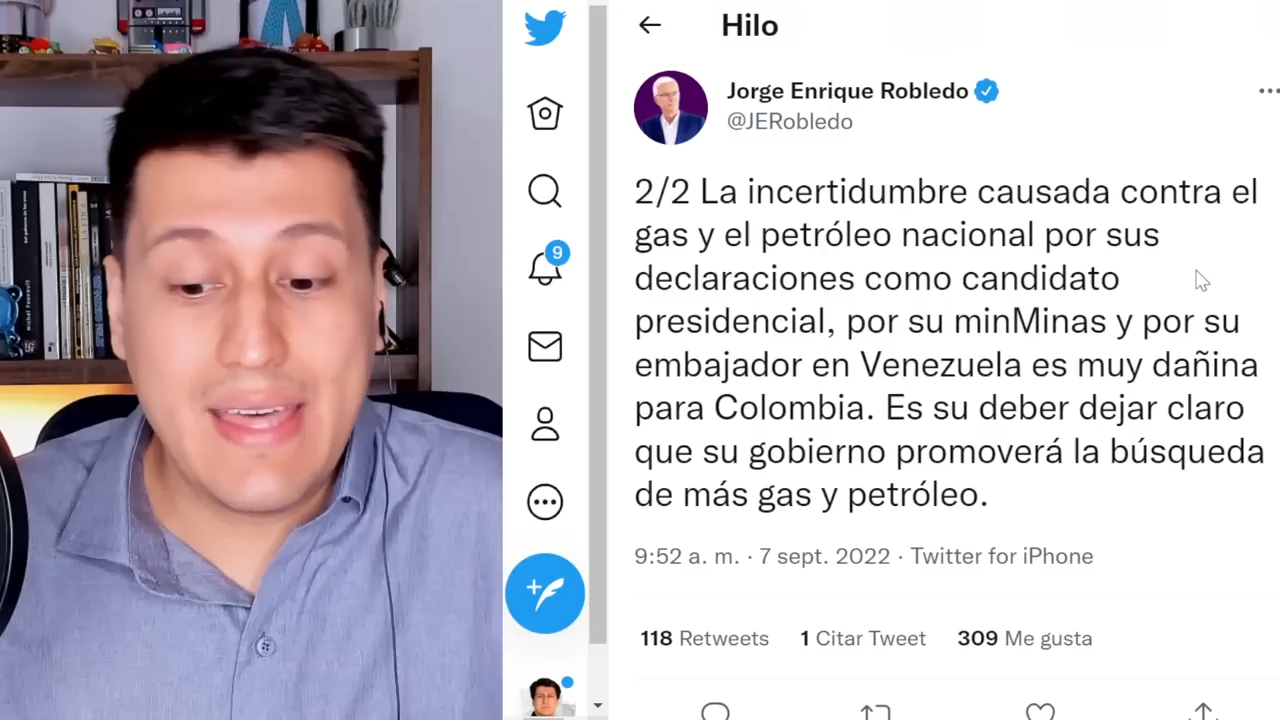 Hilo
Jorge Enrique Robledo
@JERobledo
2/2 La incertidumbre causada contra el
gas y el petróleo nacional por sus
declaraciones como candidato
presidencial, por su minMinas y por su
embajador en Venezuela es muy dañina
para Colombia. Es su deber dejar claro
que su gobierno promoverá la búsqueda
de más gas y petróleo.
9:52 a. m. · 7 sept. 2022 · Twitter for iPhone
118 Retweets 1 Citar Tweet 309 Me gusta
9
michel foucault